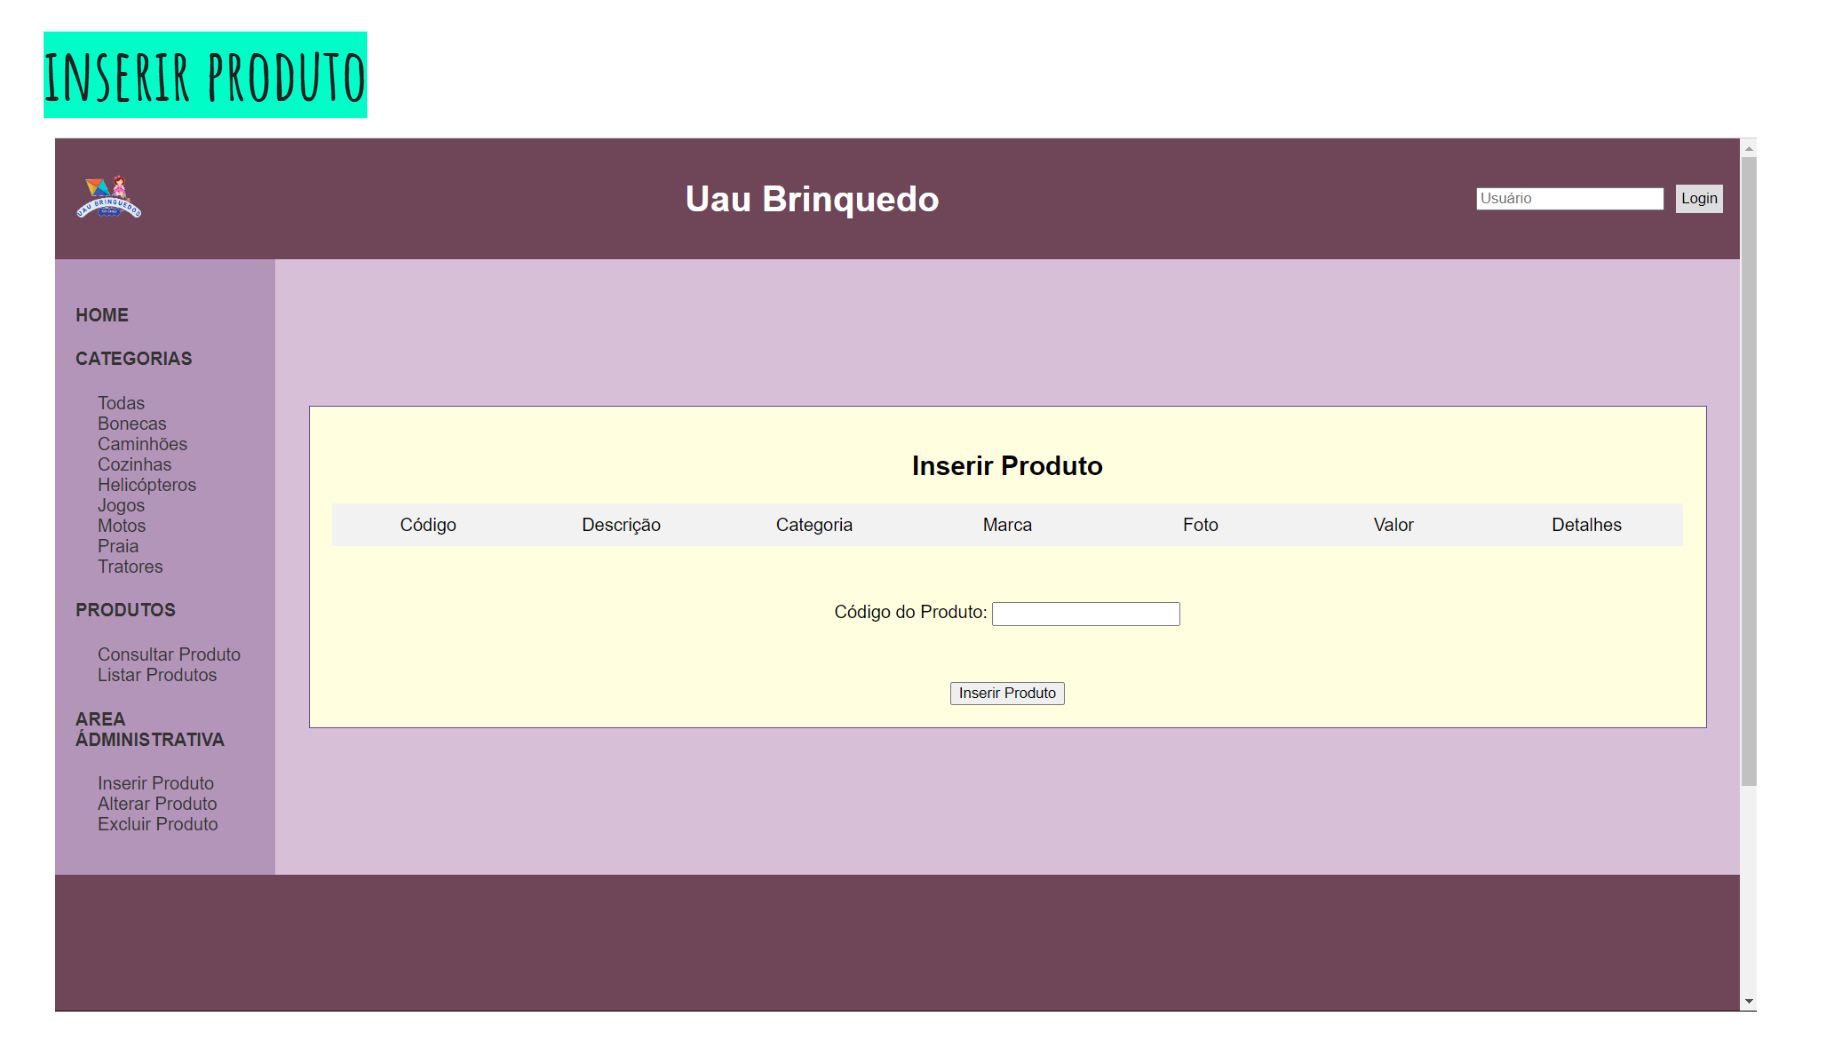 INSERIR PRODUTO
UAU BRINQUEDOS
Uau Brinquedo
Usuário
Login
HOME
CATEGORIAS
Todas
Bonecas
Caminhões
Cozinhas
Helicópteros
Jogos
Motos
Praia
Tratores
PRODUTOS
Consultar Produto
Listar Produtos
AREA
ÁDMINISTRATIVA
Inserir Produto
Alterar Produto
Excluir Produto
Inserir Produto
Código Descrição Categoria Marca Foto Valor Detalhes
Código do Produto:
Inserir Produto